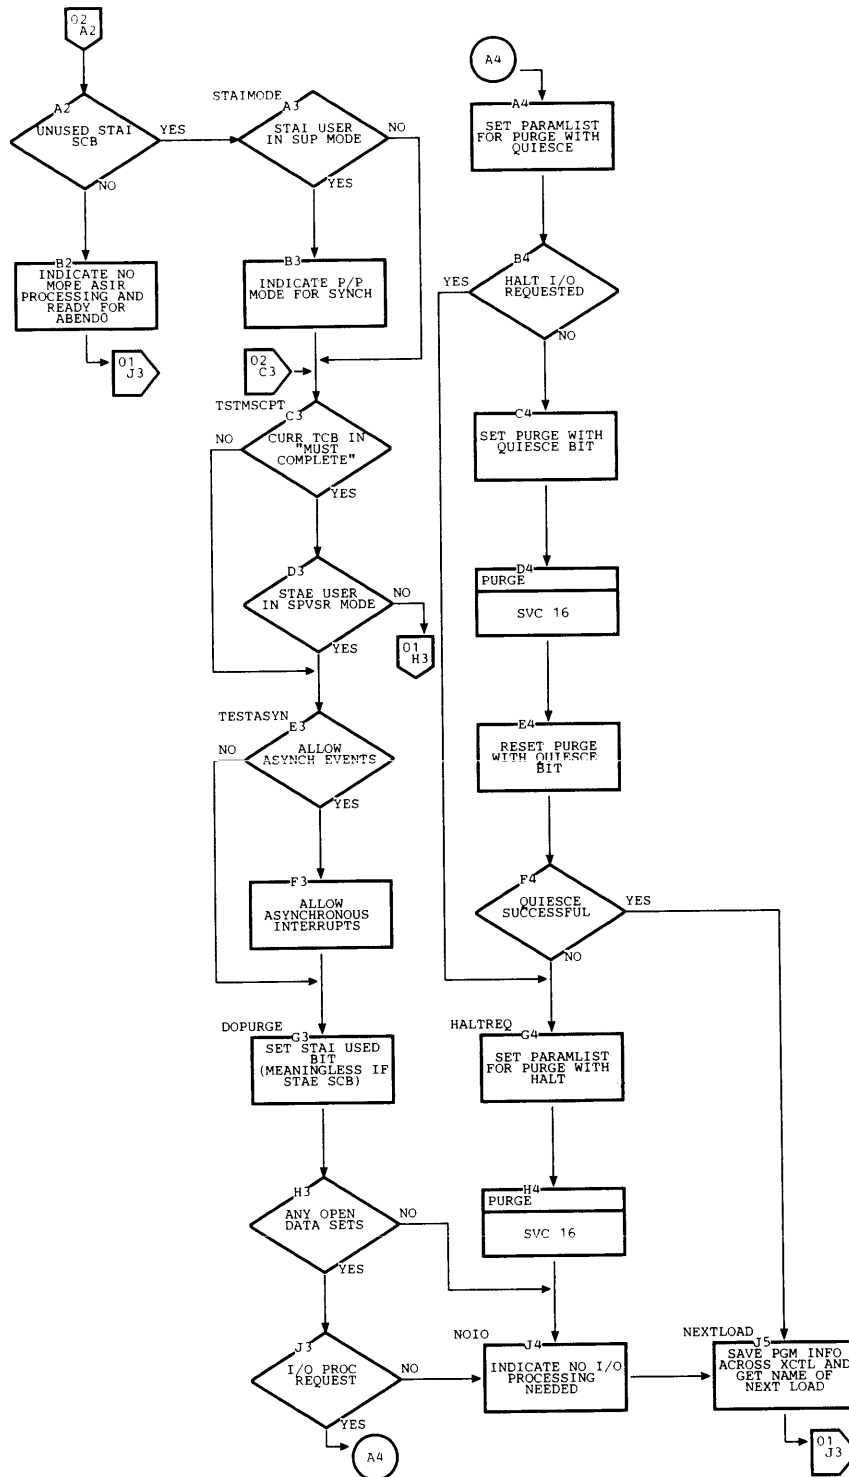 02
A2
A2
UNUSED STAI
SCB
YES
NO
B2
INDICATE NO
MORE ASIR
PROCESSING AND
READY FOR
ABENDO
01
J3
STAIMODE
A3
STAI USER
IN SUP MODE
NO
YES
B3
INDICATE P/P
MODE FOR SYNCH
02
C3
TSTMSCPT
C3
NO
CURR TCB IN
"MUST
COMPLETE"
YES
D3
STAE USER
IN SPVSR MODE
NO
01
H3
YES
TESTASYN
E3
NO
ALLOW
ASYNCH EVENTS
YES
F3
ALLOW
ASYNCHRONOUS
INTERRUPTS
DOPURGE
G3
SET STAI USED
BIT
(MEANINGLESS IF
STAE SCB)
H3
ANY OPEN
DATA SETS
NO
YES
J3
I/O PROC
REQUEST
NO
YES
A4
A4
A4
SET PARAMLIST
FOR PURGE WITH
QUIESCE
B4
YES
HALT I/O
REQUESTED
NO
C4
SET PURGE WITH
QUIESCE BIT
D4
PURGE
SVC 16
E4
RESET PURGE
WITH QUIESCE
BIT
F4
QUIESCE
SUCCESSFUL
YES
NO
HALTREQ
G4
SET PARAMLIST
FOR PURGE WITH
HALT
H4
PURGE
SVC 16
NOIO
J4
INDICATE NO I/O
PROCESSING
NEEDED
NEXTLOAD
J5
SAVE PGM INFO
ACROSS XCTL AND
GET NAME OF
NEXT LOAD
01
J3